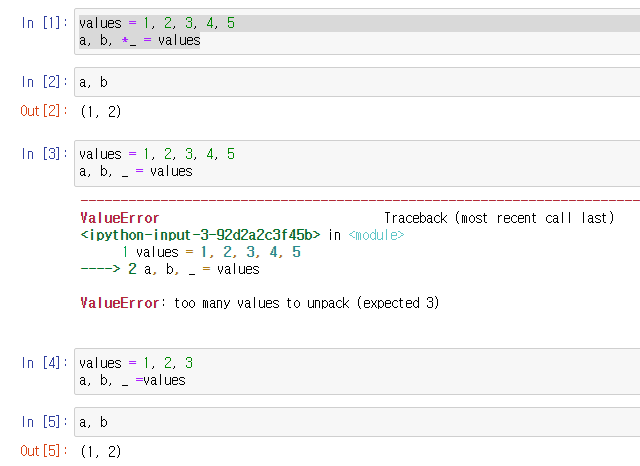 In [1]: values = 1, 2, 3, 4, 5
a, b, *_ = values
In [2]: a, b
Out[2]: (1, 2)
In [3]: values = 1, 2, 3, 4, 5
a, b, _ = values
---------------------------------------------------------------------------
ValueError Traceback (most recent call last)
<ipython-input-3-92d2a2c3f45b> in <module>
1 values = 1, 2, 3, 4, 5
----> 2 a, b, _ = values
ValueError: too many values to unpack (expected 3)
In [4]: values = 1, 2, 3
a, b, _ =values
In [5]: a, b
Out[5]: (1, 2)